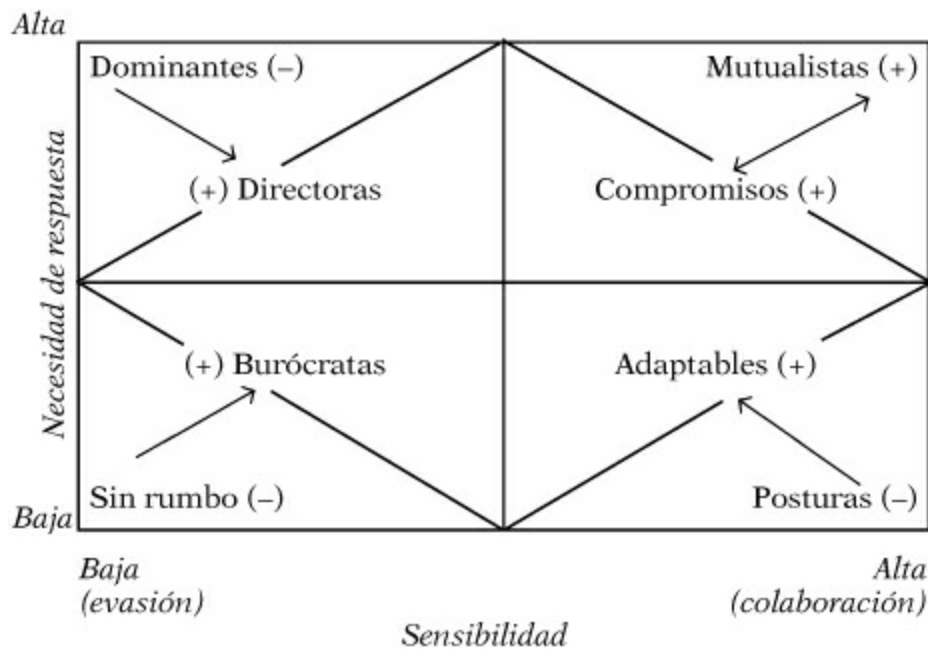 Alta
Dominantes (–)
Mutualistas (+)
(+) Directoras
Compromisos (+)
Necesidad de respuesta
(+) Burócratas
Adaptables (+)
Sin rumbo (–)
Posturas (–)
Baja
Baja
(evasión)
Alta
(colaboración)
Sensibilidad